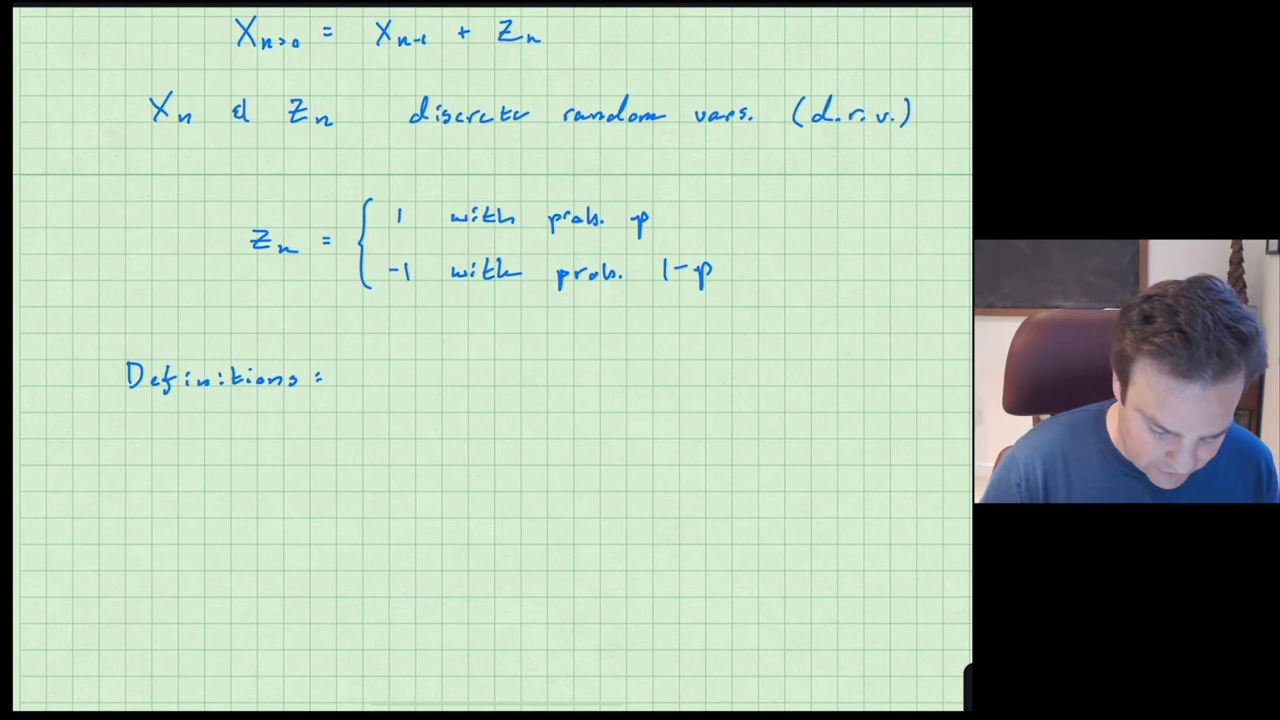 X_{n>0} = X_{n-1} + Z_n
X_n & Z_n discrete random vars. (d.r.v.)
Z_n = { 1 with prob. p
-1 with prob. 1-p
Definitions: